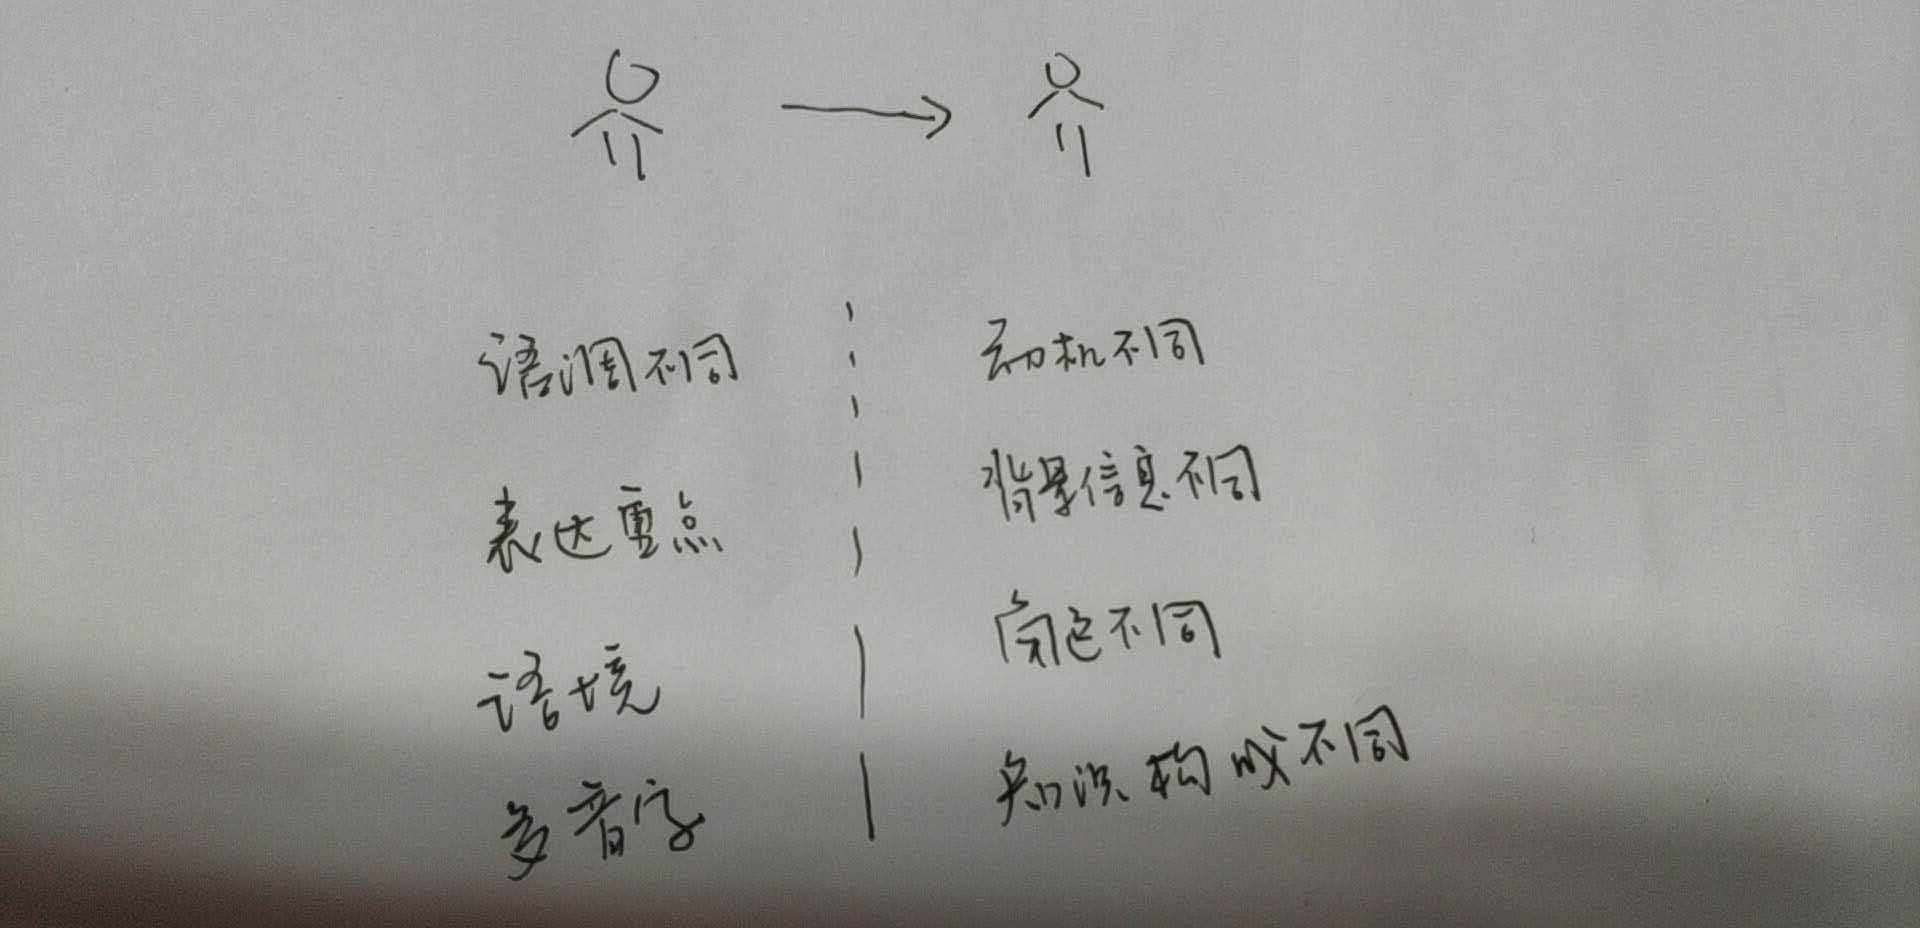 语调不同
表达重点
语境
多音字
动机不同
背景信息不同
角色不同
知识构成不同